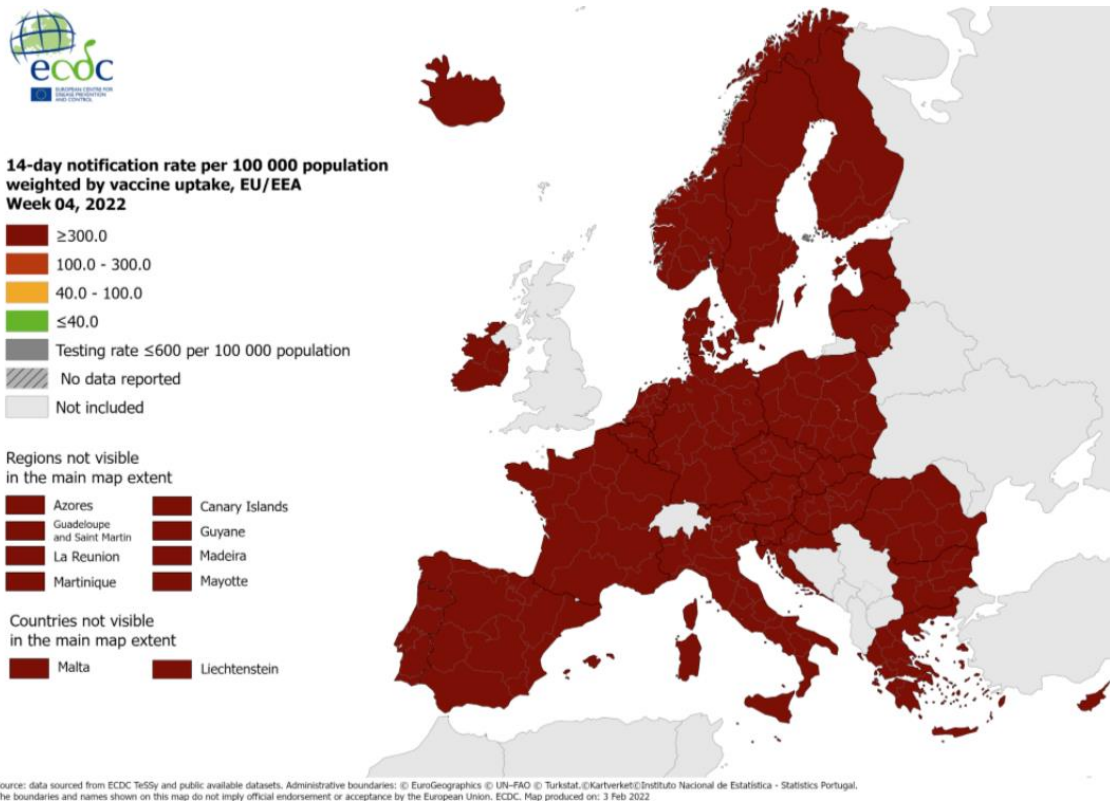 ecdc
EUROPEAN CENTRE FOR
DISEASE PREVENTION
AND CONTROL
14-day notification rate per 100 000 population
weighted by vaccine uptake, EU/EEA
Week 04, 2022
≥300.0
100.0 - 300.0
40.0 - 100.0
≤40.0
Testing rate ≤600 per 100 000 population
No data reported
Not included
Regions not visible
in the main map extent
Azores
Canary Islands
Guadeloupe
and Saint Martin
Guyane
La Reunion
Madeira
Martinique
Mayotte
Countries not visible
in the main map extent
Malta
Liechtenstein
ource: data sourced from ECDC TeSSy and public available datasets. Administrative boundaries: © EuroGeographics © UN–FAO © Turkstat.©Kartverket©Instituto Nacional de Estatística - Statistics Portugal.
he boundaries and names shown on this map do not imply official endorsement or acceptance by the European Union. ECDC. Map produced on: 3 Feb 2022